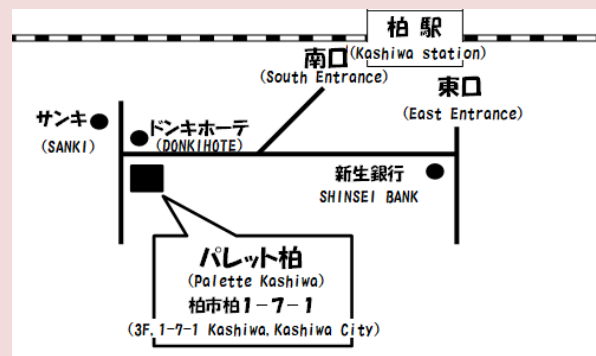 柏駅
(Kashiwa station)
南口
(South Entrance)
東口
(East Entrance)
サンキ
(SANKI)
ドンキホーテ
(DONKIHOTE)
新生銀行
SHINSEI BANK
パレット柏
(Palette Kashiwa)
柏市柏1-7-1
(3F,1-7-1 Kashiwa,Kashiwa City)